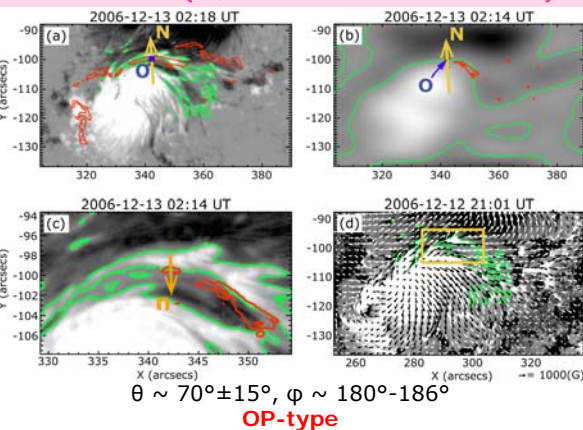 2006-12-13 02:18 UT
2006-12-13 02:14 UT
(a)
N
O
(b)
N
O
Y (arcsecs)
-90
-100
-110
-120
-130
320 340 360 380
-90
-100
-110
-120
-130
320 340 360 380
2006-12-13 02:14 UT
2006-12-12 21:01 UT
(c)
n
(d)
Y (arcsecs)
-94
-96
-98
-100
-102
-104
-106
330 335 340 345 350
X (arcsecs)
-90
-100
-110
-120
-130
260 280 300 320
X (arcsecs)
→= 1000(G)
θ ~ 70°±15°, φ ~ 180°-186°
OP-type